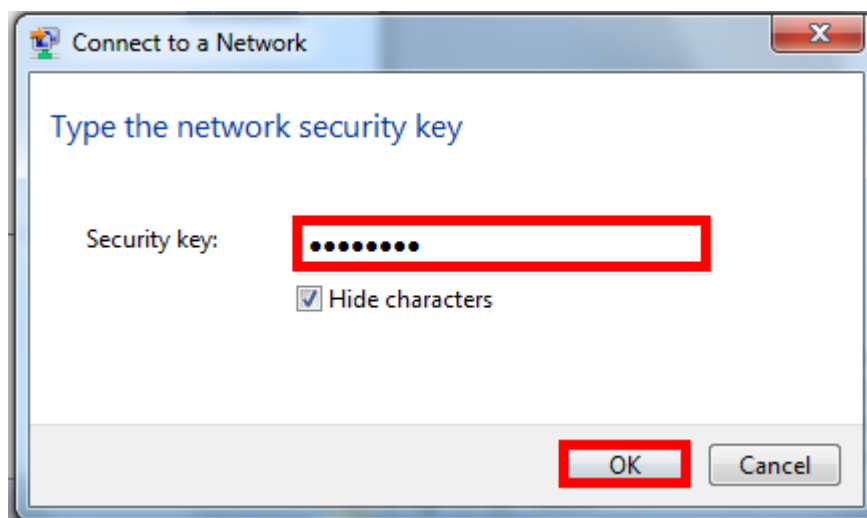 Connect to a Network
Type the network security key
Security key: ••••••••
Hide characters
OK Cancel